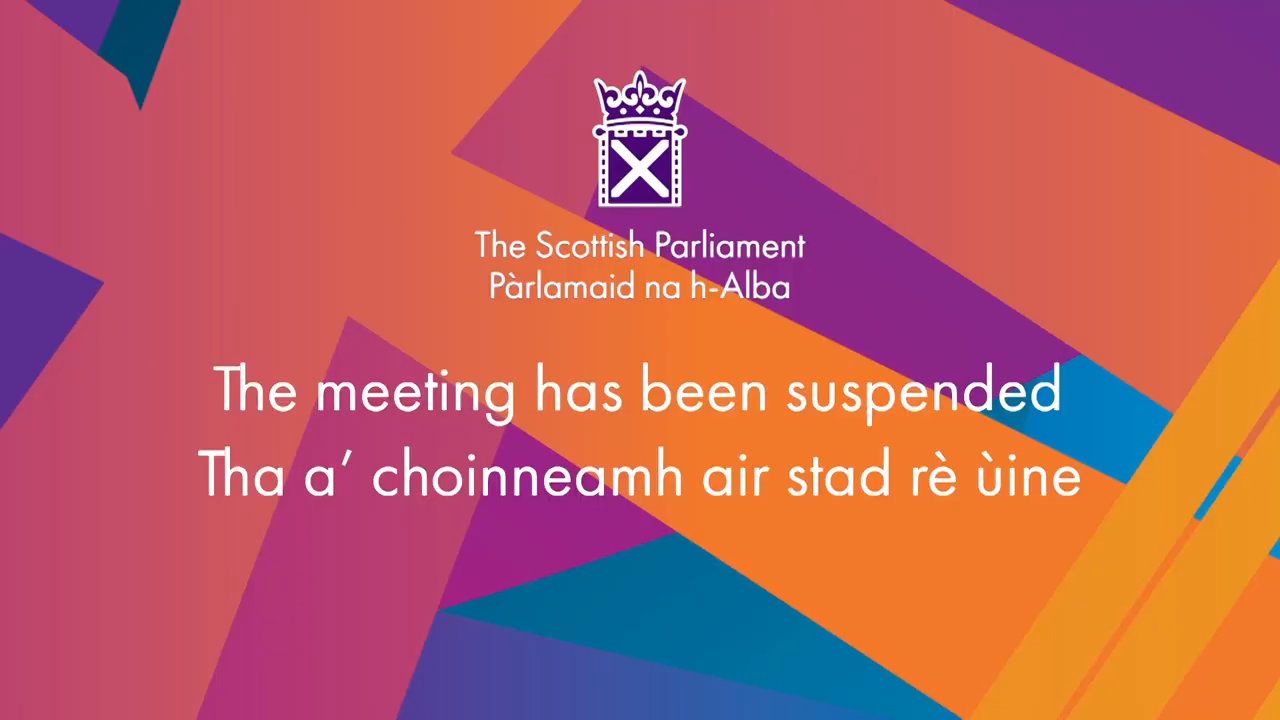 The Scottish Parliament
Pàrlamaid na h-Alba
The meeting has been suspended
Tha a’ choinneamh air stad rè ùine